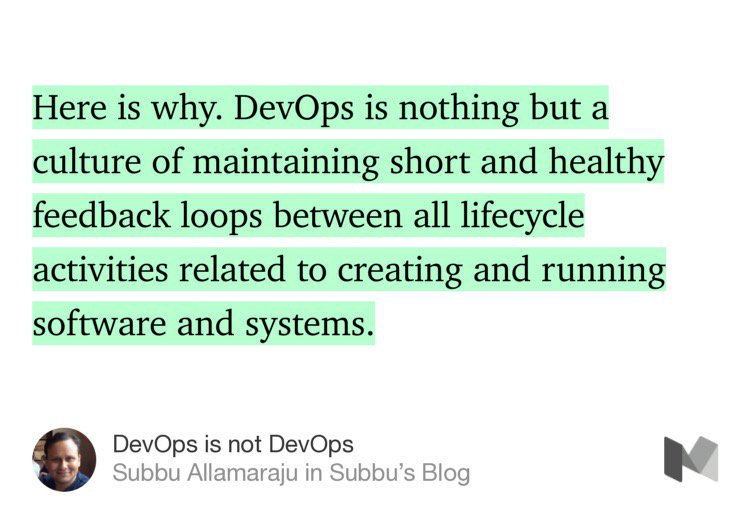 Here is why. DevOps is nothing but a
culture of maintaining short and healthy
feedback loops between all lifecycle
activities related to creating and running
software and systems.
DevOps is not DevOps
Subbu Allamaraju in Subbu’s Blog